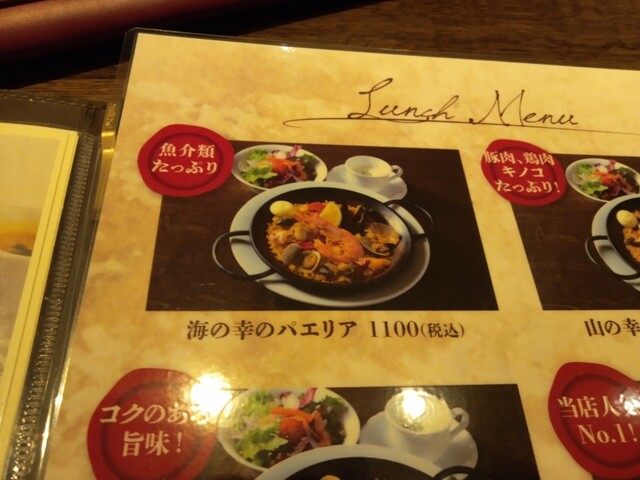 Lunch Menu
魚介類
たっぷり
豚肉、鶏肉
キノコ
たっぷり!
海の幸のパエリア 1100(税込)
山の幸
コクのある
旨味!
当店人
No.1!